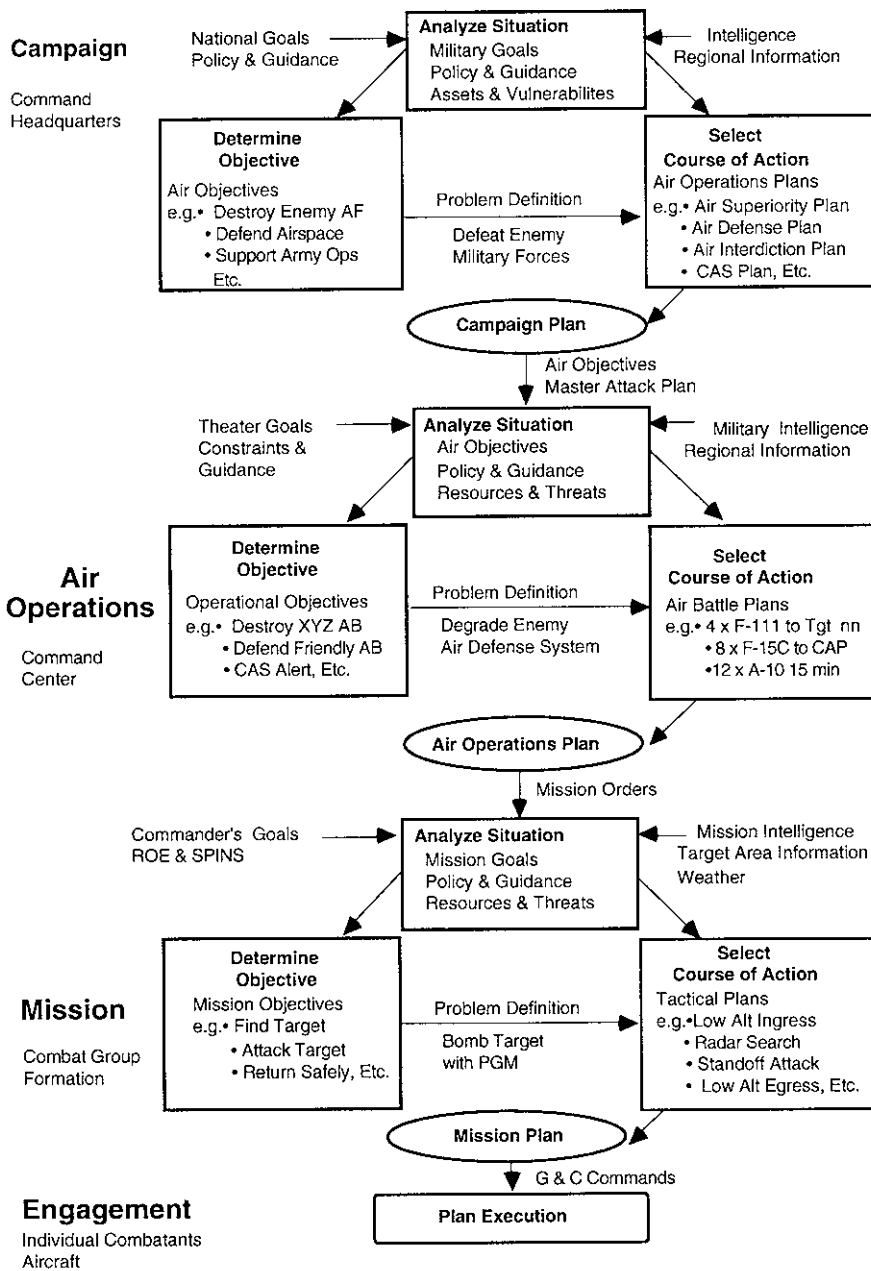 Campaign
Command
Headquarters
National Goals
Policy & Guidance
Analyze Situation
Military Goals
Policy & Guidance
Assets & Vulnerabilites
Intelligence
Regional Information
Determine
Objective
Air Objectives
e.g.• Destroy Enemy AF
• Defend Airspace
• Support Army Ops
Etc.
Problem Definition
Defeat Enemy
Military Forces
Select
Course of Action
Air Operations Plans
e.g.• Air Superiority Plan
• Air Defense Plan
• Air Interdiction Plan
• CAS Plan, Etc.
Campaign Plan
Air Objectives
Master Attack Plan
Air
Operations
Command
Center
Theater Goals
Constraints &
Guidance
Analyze Situation
Air Objectives
Policy & Guidance
Resources & Threats
Military Intelligence
Regional Information
Determine
Objective
Operational Objectives
e.g.• Destroy XYZ AB
• Defend Friendly AB
• CAS Alert, Etc.
Problem Definition
Degrade Enemy
Air Defense System
Select
Course of Action
Air Battle Plans
e.g.• 4 x F-111 to Tgt nn
• 8 x F-15C to CAP
•12 x A-10 15 min
Air Operations Plan
Mission Orders
Mission
Combat Group
Formation
Commander's Goals
ROE & SPINS
Analyze Situation
Mission Goals
Policy & Guidance
Resources & Threats
Mission Intelligence
Target Area Information
Weather
Determine
Objective
Mission Objectives
e.g.• Find Target
• Attack Target
• Return Safely, Etc.
Problem Definition
Bomb Target
with PGM
Select
Course of Action
Tactical Plans
e.g.•Low Alt Ingress
• Radar Search
• Standoff Attack
• Low Alt Egress, Etc.
Mission Plan
G & C Commands
Engagement
Individual Combatants
Aircraft
Plan Execution